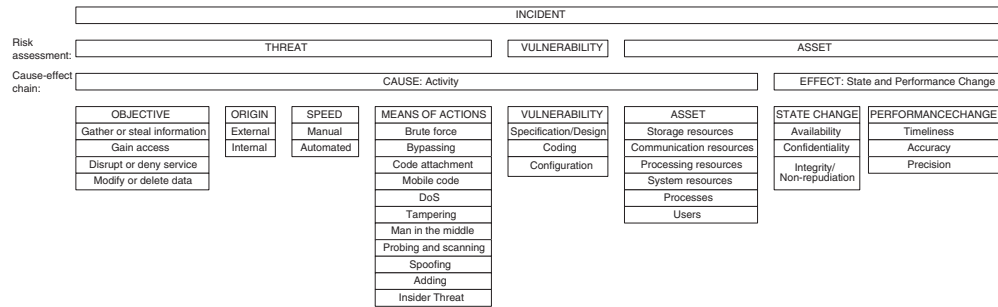 INCIDENT
Risk
assessment:
THREAT
VULNERABILITY
ASSET
Cause-effect
chain:
CAUSE: Activity
EFFECT: State and Performance Change
OBJECTIVE
Gather or steal information
Gain access
Disrupt or deny service
Modify or delete data
ORIGIN
External
Internal
SPEED
Manual
Automated
MEANS OF ACTIONS
Brute force
Bypassing
Code attachment
Mobile code
DoS
Tampering
Man in the middle
Probing and scanning
Spoofing
Adding
Insider Threat
VULNERABILITY
Specification/Design
Coding
Configuration
ASSET
Storage resources
Communication resources
Processing resources
System resources
Processes
Users
STATE CHANGE
Availability
Confidentiality
Integrity/
Non-repudiation
PERFORMANCECHANGE
Timeliness
Accuracy
Precision